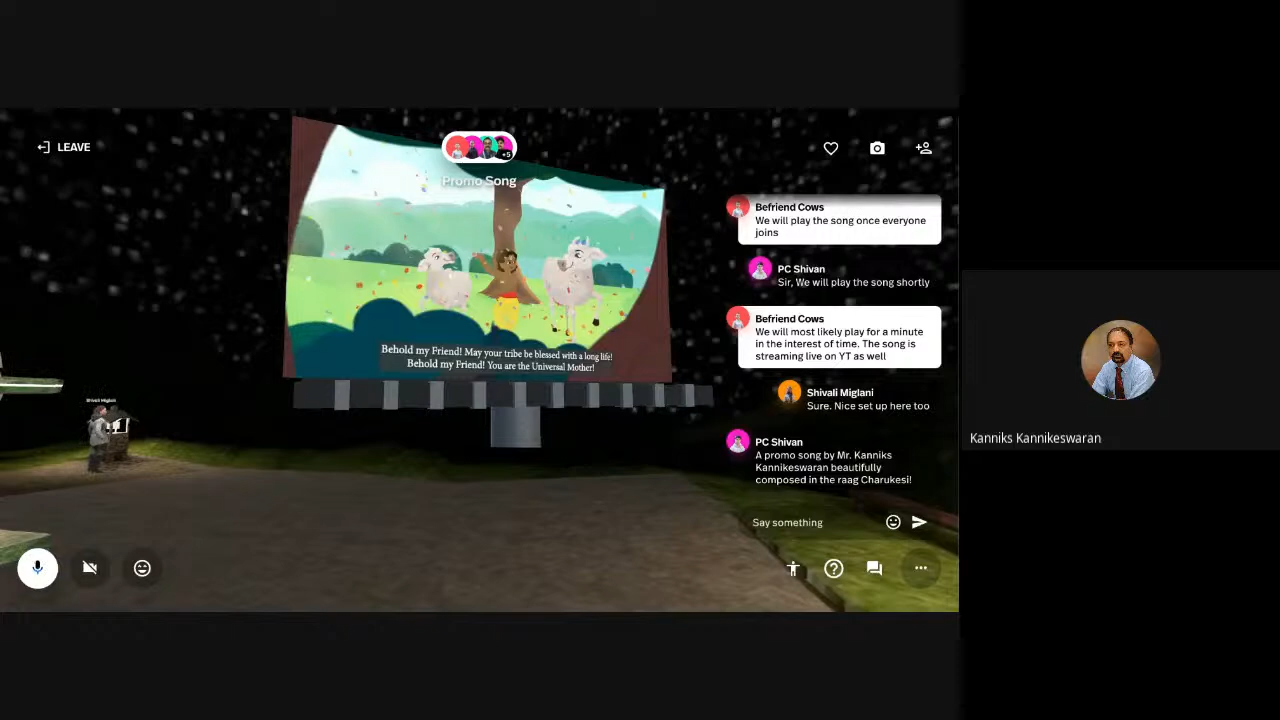 LEAVE
+5
Promo Song
Behold my Friend! May your tribe be blessed with a long life!
Behold my Friend! You are the Universal Mother!
Shivali Miglani
Befriend Cows
We will play the song once everyone
joins
PC Shivan
Sir, We will play the song shortly
Befriend Cows
We will most likely play for a minute
in the interest of time. The song is
streaming live on YT as well
Shivali Miglani
Sure. Nice set up here too
PC Shivan
A promo song by Mr. Kanniks
Kannikeswaran beautifully
composed in the raag Charukesi!
Say something
Kanniks Kannikeswaran